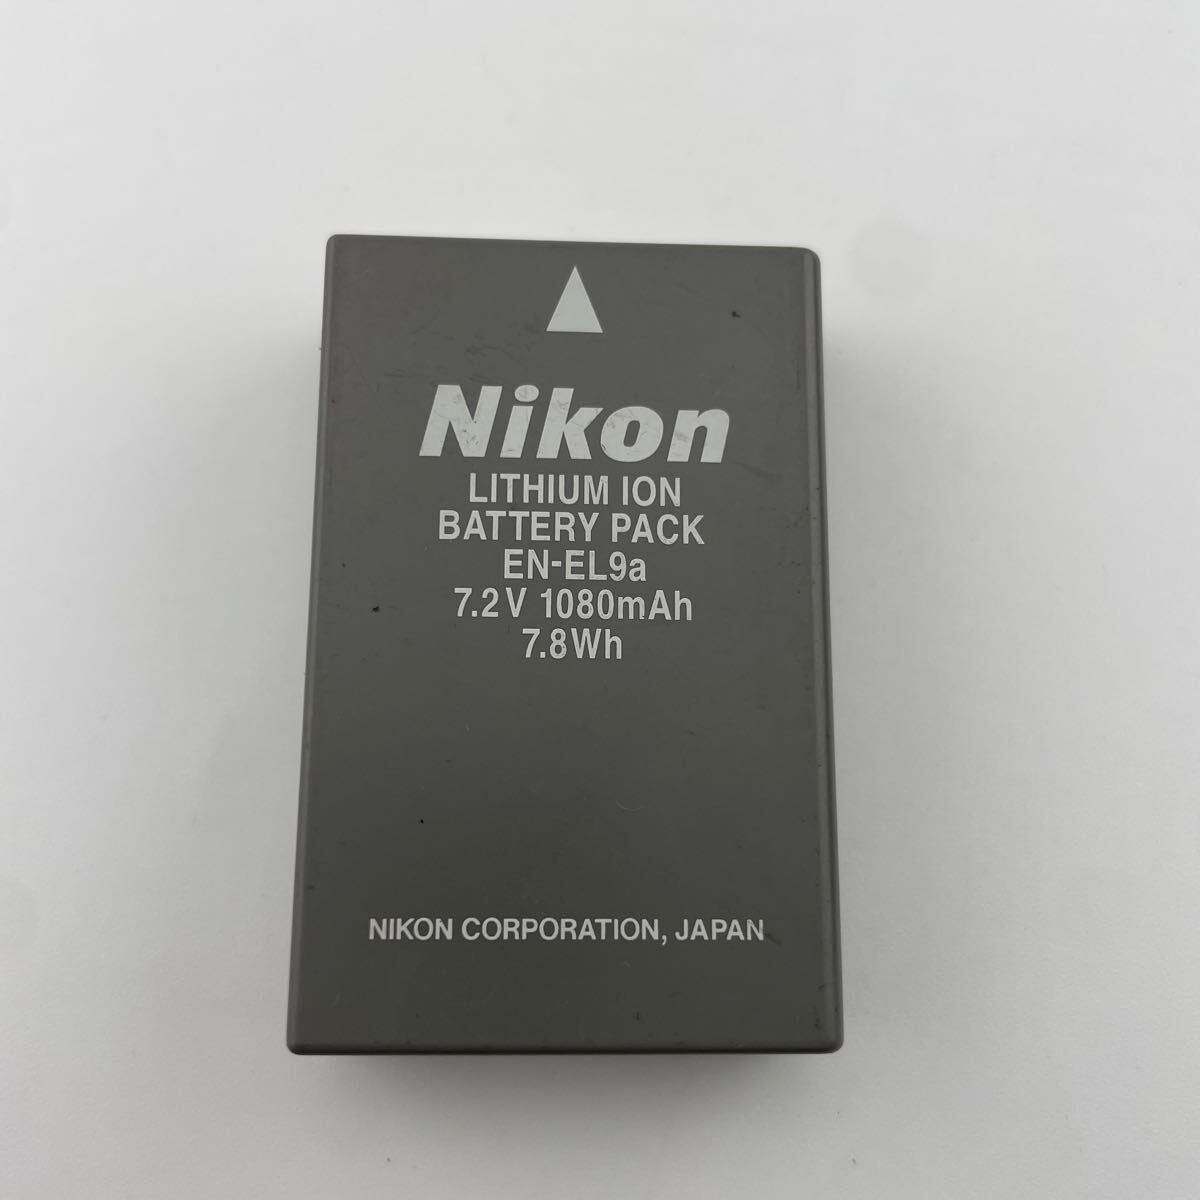 Nikon
LITHIUM ION
BATTERY PACK
EN-EL9a
7.2V 1080mAh
7.8Wh
NIKON CORPORATION, JAPAN